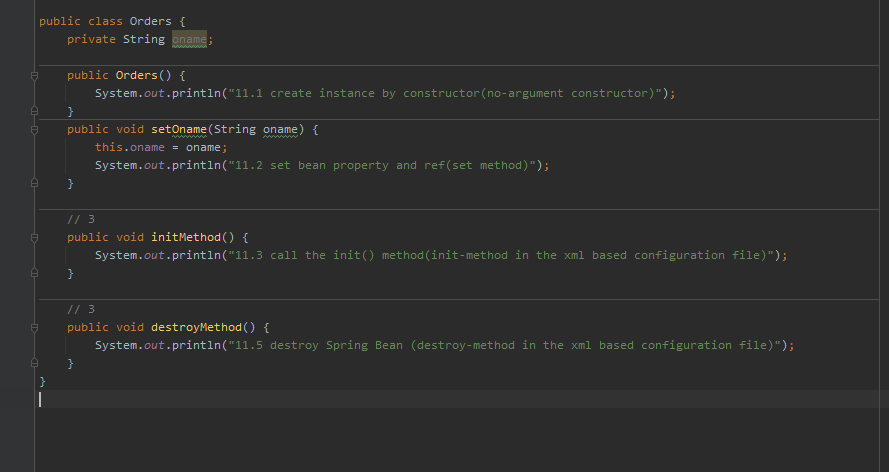 public class Orders {
private String oname;
public Orders() {
System.out.println("11.1 create instance by constructor(no-argument constructor)");
}
public void setOname(String oname) {
this.oname = oname;
System.out.println("11.2 set bean property and ref(set method)");
}
// 3
public void initMethod() {
System.out.println("11.3 call the init() method(init-method in the xml based configuration file)");
}
// 3
public void destroyMethod() {
System.out.println("11.5 destroy Spring Bean (destroy-method in the xml based configuration file)");
}
}